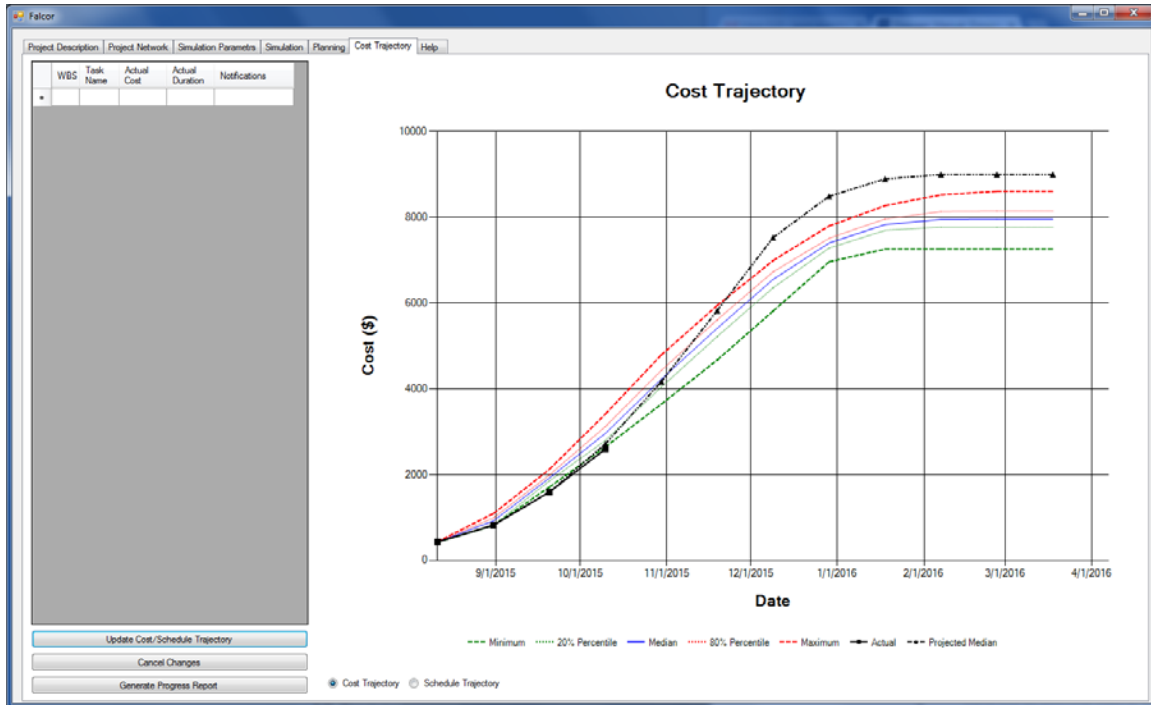 Falcor
Project Description Project Network Simulation Parametrs Simulation Planning Cost Trajectory Help
WBS Task Name Actual Cost Actual Duration Notifications
Cost Trajectory
10000
8000
6000
4000
2000
0
Cost ($)
9/1/2015 10/1/2015 11/1/2015 12/1/2015 1/1/2016 2/1/2016 3/1/2016 4/1/2016
Date
Minimum 20% Percentile Median 80% Percentile Maximum Actual Projected Median
Update Cost/Schedule Trajectory
Cancel Changes
Generate Progress Report
Cost Trajectory Schedule Trajectory